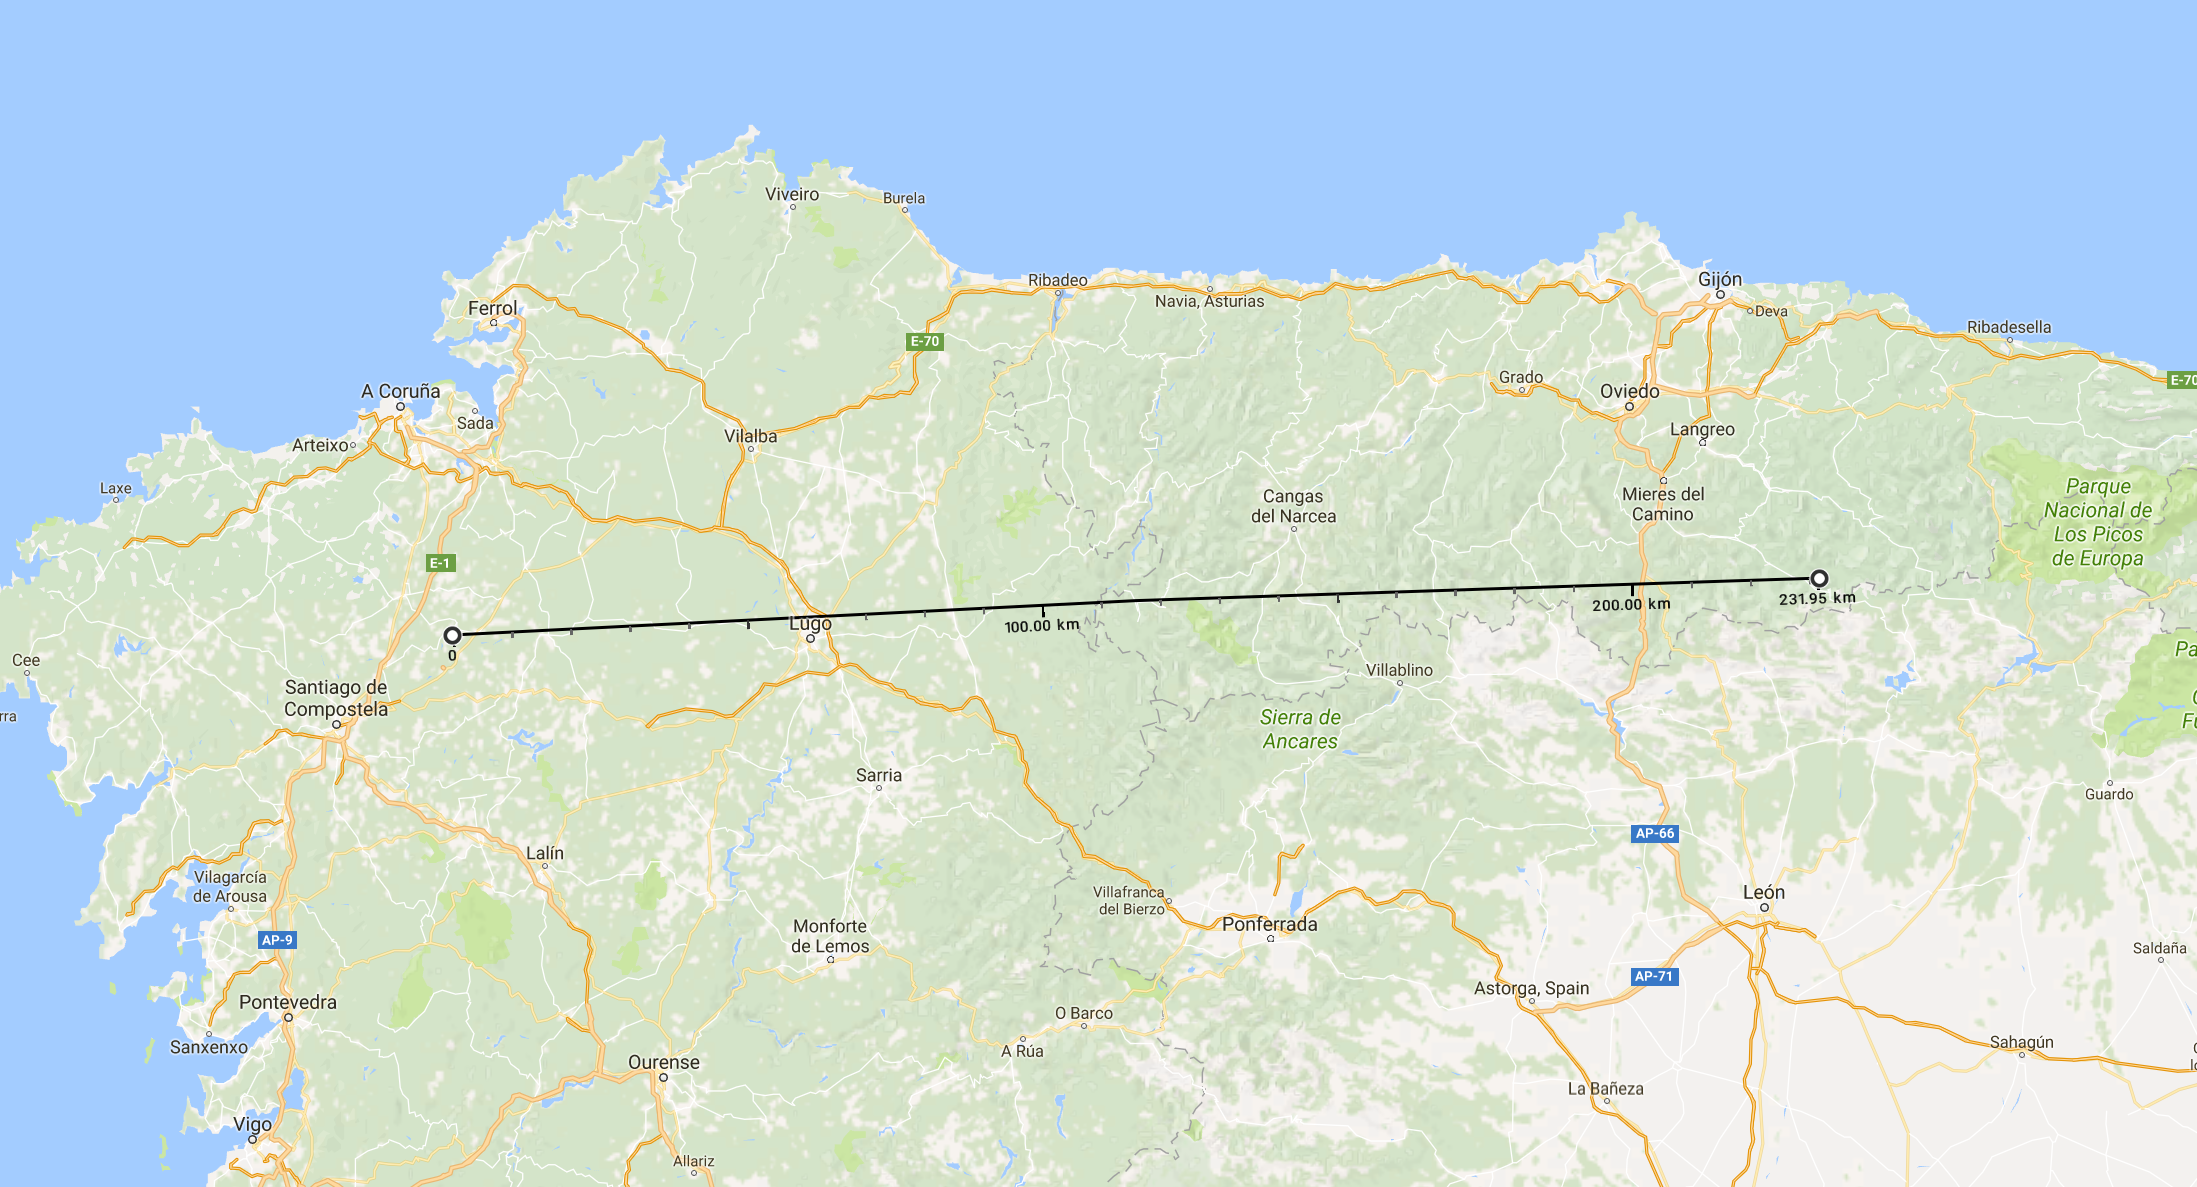 Viveiro
Burela
Ribadeo
Navia, Asturias
Gijón
Deva
Ribadesella
Ferrol
E-70
E-70
A Coruña
Sada
Arteixo
Grado
Oviedo
Langreo
Vilalba
Laxe
Cangas
del Narcea
Mieres del
Camino
Parque
Nacional de
Los Picos
de Europa
E-1
0
Lugo
100.00 km
200.00 km
231.95 km
Cee
Santiago de
Compostela
Villablino
Sierra de
Ancares
Sarria
Guardo
AP-66
Lalín
Vilagarcía
de Arousa
Villafranca
del Bierzo
Ponferrada
León
AP-9
Monforte
de Lemos
Saldaña
AP-71
Astorga, Spain
Pontevedra
O Barco
Sanxenxo
A Rúa
Ourense
Sahagún
La Bañeza
Vigo
Allariz